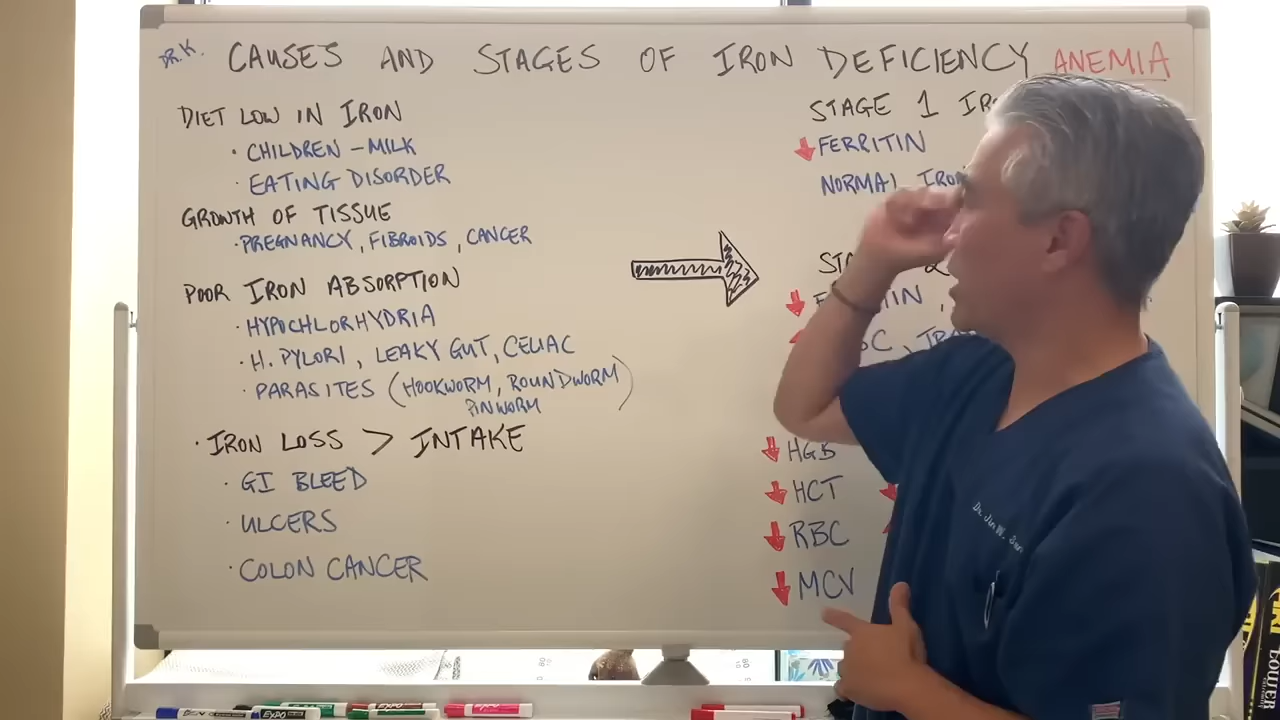 DR. K. CAUSES AND STAGES OF IRON DEFICIENCY ANEMIA
DIET LOW IN IRON
· CHILDREN - MILK
· EATING DISORDER
GROWTH OF TISSUE
· PREGNANCY, FIBROIDS, CANCER
POOR IRON ABSORPTION
· HYPOCHLORHYDRIA
· H. PYLORI, LEAKY GUT, CELIAC
· PARASITES (HOOKWORM, ROUNDWORM)
PINWORM
· IRON LOSS > INTAKE
· GI BLEED
· ULCERS
· COLON CANCER
STAGE 1
↓ FERRITIN
NORMAL IRON
↓ HGB
↓ HCT
↓ RBC
↓ MCV
EXPO